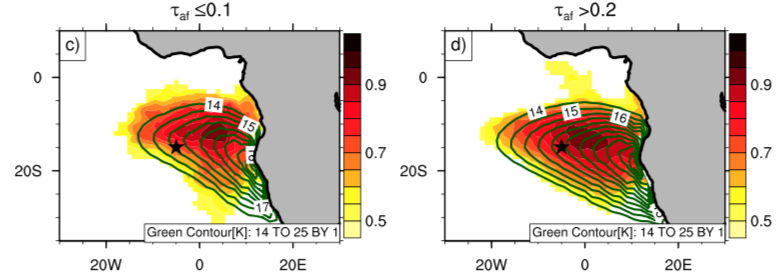 τaf ≤0.1
τaf >0.2
c)
d)
0
20S
20W
0
20E
14
15
17
0.9
0.7
0.5
Green Contour[K]: 14 TO 25 BY 1
0
20S
20W
0
20E
14
15
16
0.9
0.7
0.5
Green Contour[K]: 14 TO 25 BY 1